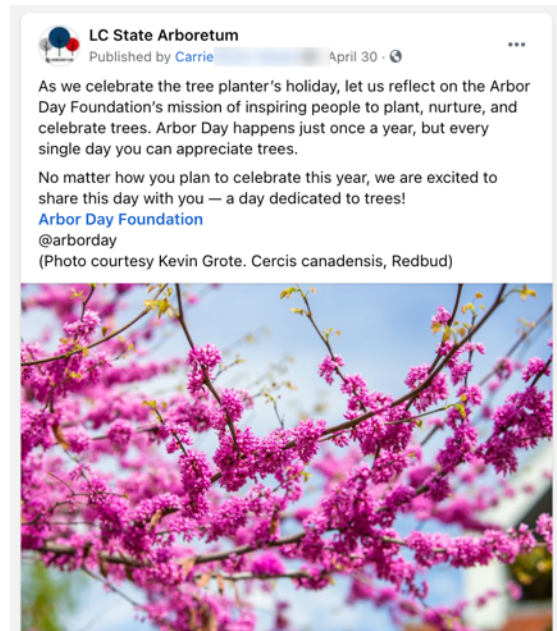 LC State Arboretum
Published by Carrie April 30 ·
As we celebrate the tree planter's holiday, let us reflect on the Arbor
Day Foundation's mission of inspiring people to plant, nurture, and
celebrate trees. Arbor Day happens just once a year, but every
single day you can appreciate trees.
No matter how you plan to celebrate this year, we are excited to
share this day with you — a day dedicated to trees!
Arbor Day Foundation
@arborday
(Photo courtesy Kevin Grote. Cercis canadensis, Redbud)